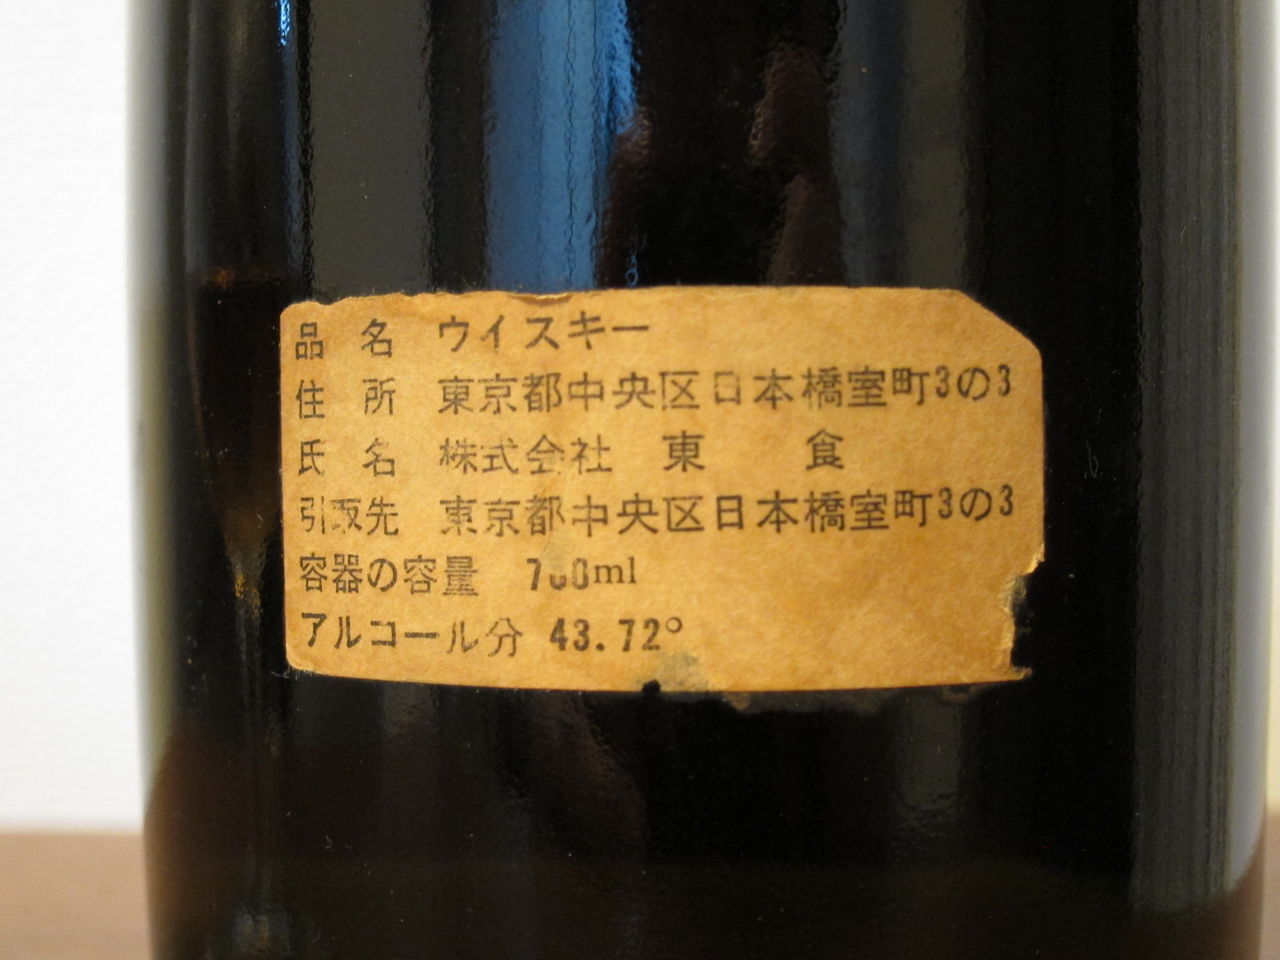 品 名 ウイスキー
住 所 東京都中央区日本橋室町3の3
氏 名 株式会社 東 食
引取先 東京都中央区日本橋室町3の3
容器の容量 760ml
アルコール分 43.72°